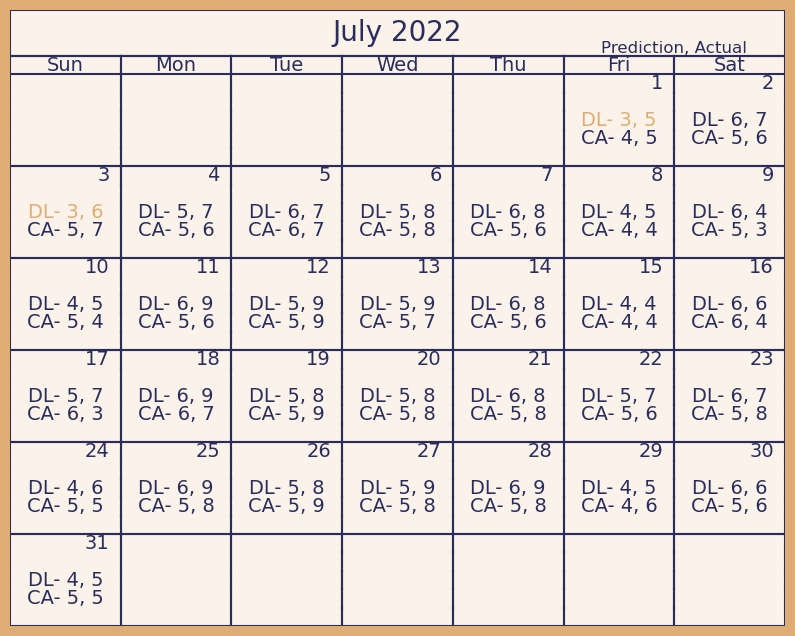 July 2022
Prediction, Actual
Sun Mon Tue Wed Thu Fri Sat
1 2
DL- 3, 5 DL- 6, 7
CA- 4, 5 CA- 5, 6
3 4 5 6 7 8 9
DL- 3, 6 DL- 5, 7 DL- 6, 7 DL- 5, 8 DL- 6, 8 DL- 4, 5 DL- 6, 4
CA- 5, 7 CA- 5, 6 CA- 6, 7 CA- 5, 8 CA- 5, 6 CA- 4, 4 CA- 5, 3
10 11 12 13 14 15 16
DL- 4, 5 DL- 6, 9 DL- 5, 9 DL- 5, 9 DL- 6, 8 DL- 4, 4 DL- 6, 6
CA- 5, 4 CA- 5, 6 CA- 5, 9 CA- 5, 7 CA- 5, 6 CA- 4, 4 CA- 6, 4
17 18 19 20 21 22 23
DL- 5, 7 DL- 6, 9 DL- 5, 8 DL- 5, 8 DL- 6, 8 DL- 5, 7 DL- 6, 7
CA- 6, 3 CA- 6, 7 CA- 5, 9 CA- 5, 8 CA- 5, 8 CA- 5, 6 CA- 5, 8
24 25 26 27 28 29 30
DL- 4, 6 DL- 6, 9 DL- 5, 8 DL- 5, 9 DL- 6, 9 DL- 4, 5 DL- 6, 6
CA- 5, 5 CA- 5, 8 CA- 5, 9 CA- 5, 8 CA- 5, 8 CA- 4, 6 CA- 5, 6
31
DL- 4, 5
CA- 5, 5